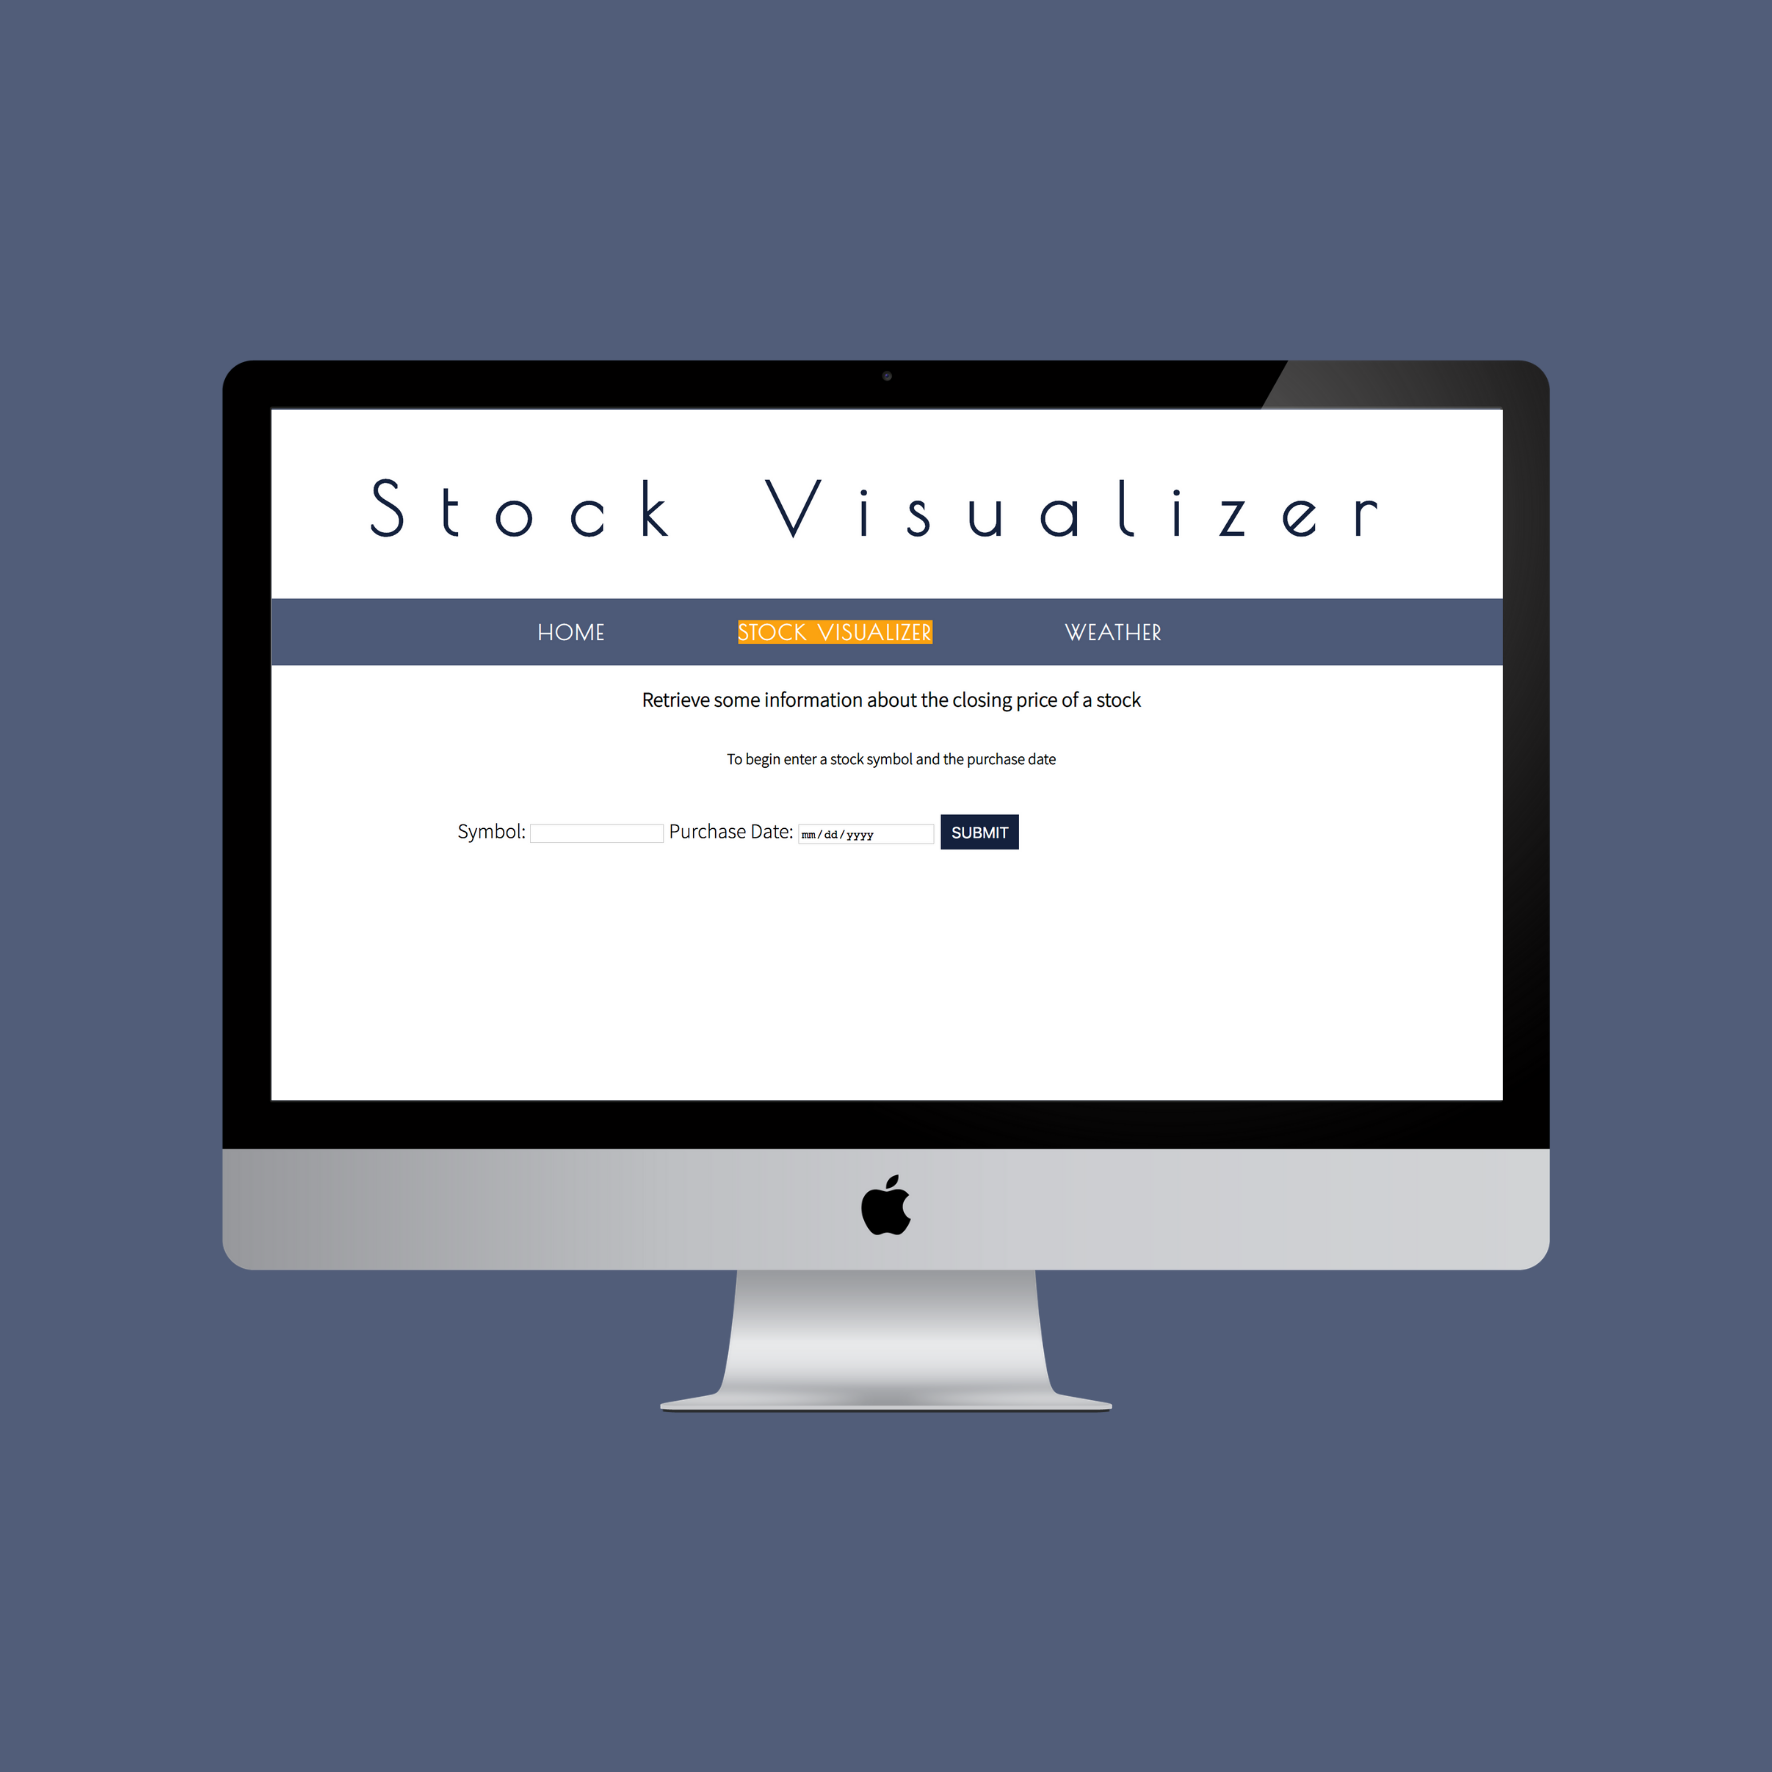 Stock Visualizer
HOME STOCK VISUALIZER WEATHER
Retrieve some information about the closing price of a stock
To begin enter a stock symbol and the purchase date
Symbol: Purchase Date: mm/dd/yyyy SUBMIT